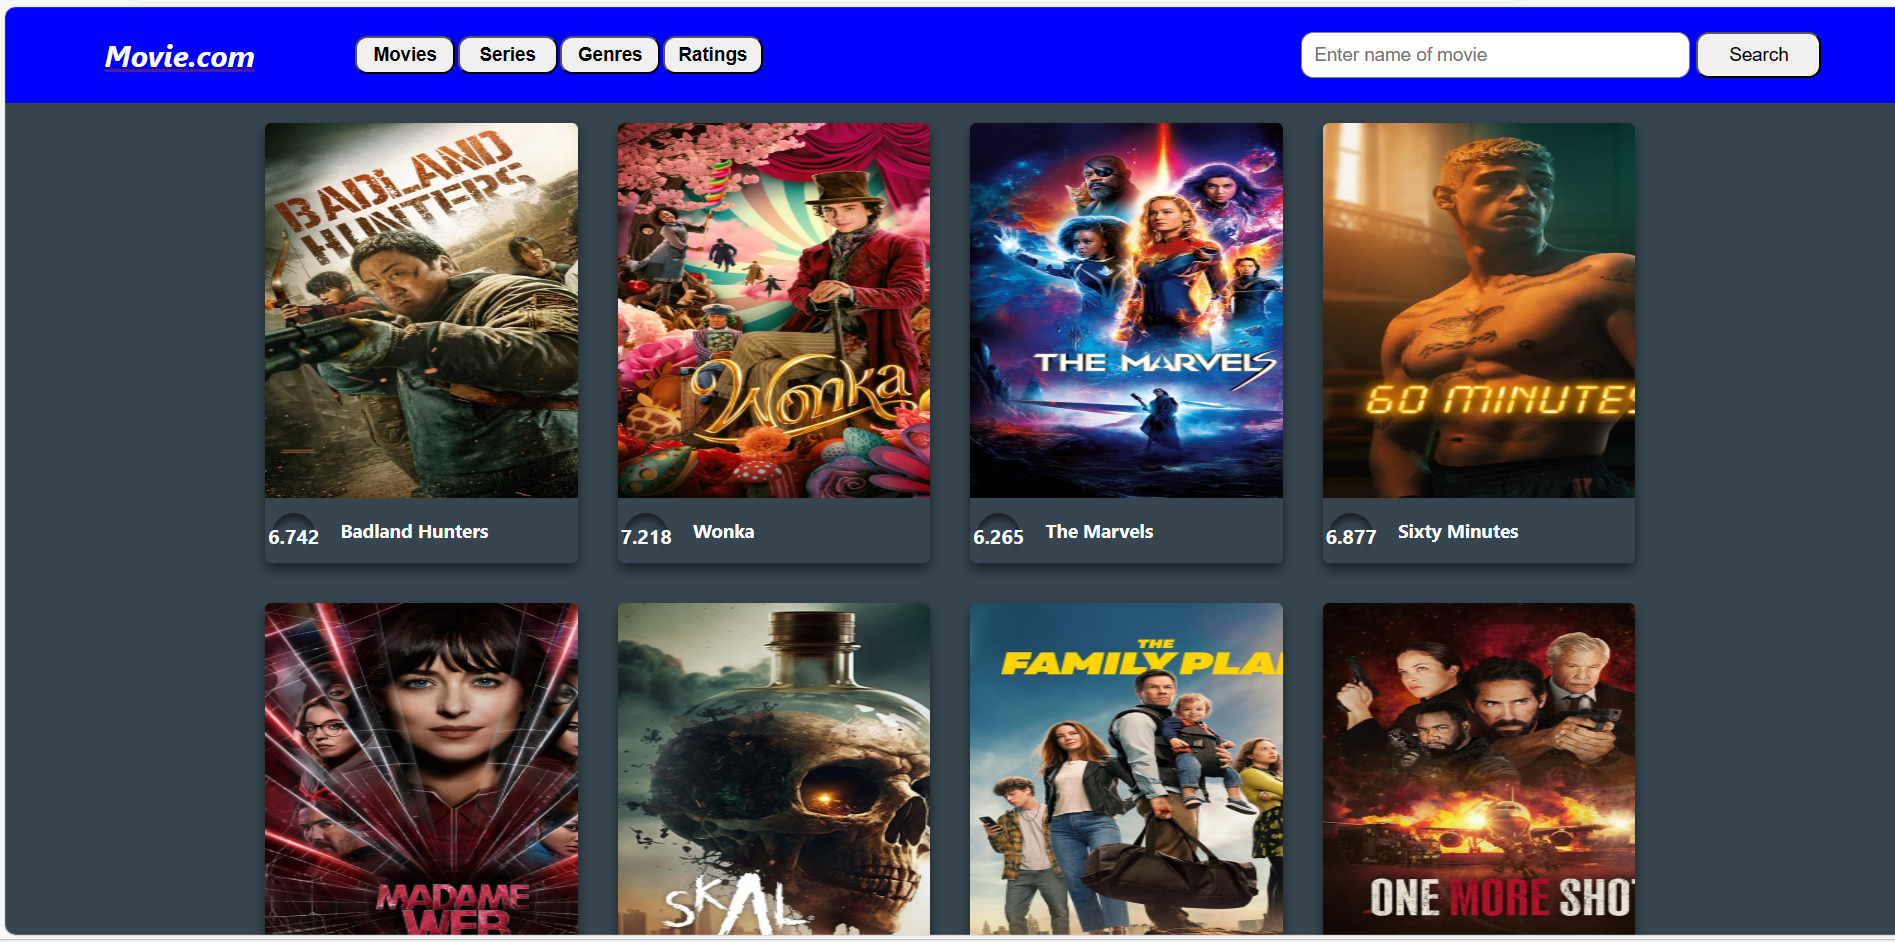 Movie.com
Movies Series Genres Ratings
Enter name of movie
Search
BADLAND
HUNTERS
Wonka
THE MARVELS
60 MINUTES
6.742 Badland Hunters
7.218 Wonka
6.265 The Marvels
6.877 Sixty Minutes
MADAME
WEB
SKAL
THE
FAMILY PLA
ONE MORE SHO